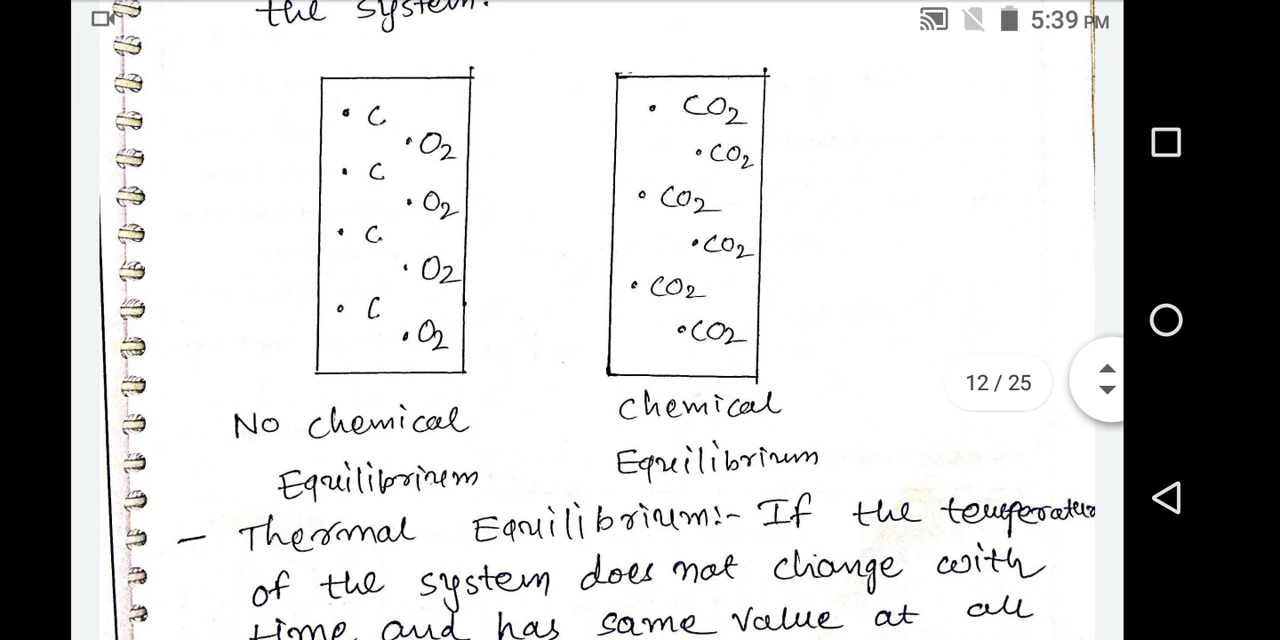 the system.
5:39 PM
C
O2
C
O2
C
O2
C
O2
CO2
CO2
CO2
CO2
CO2
CO2
12 / 25
No chemical
Equilibrium
Chemical
Equilibrium
- Thermal Equilibrium:- If the temperature
of the system does not change with
time and has same value at all